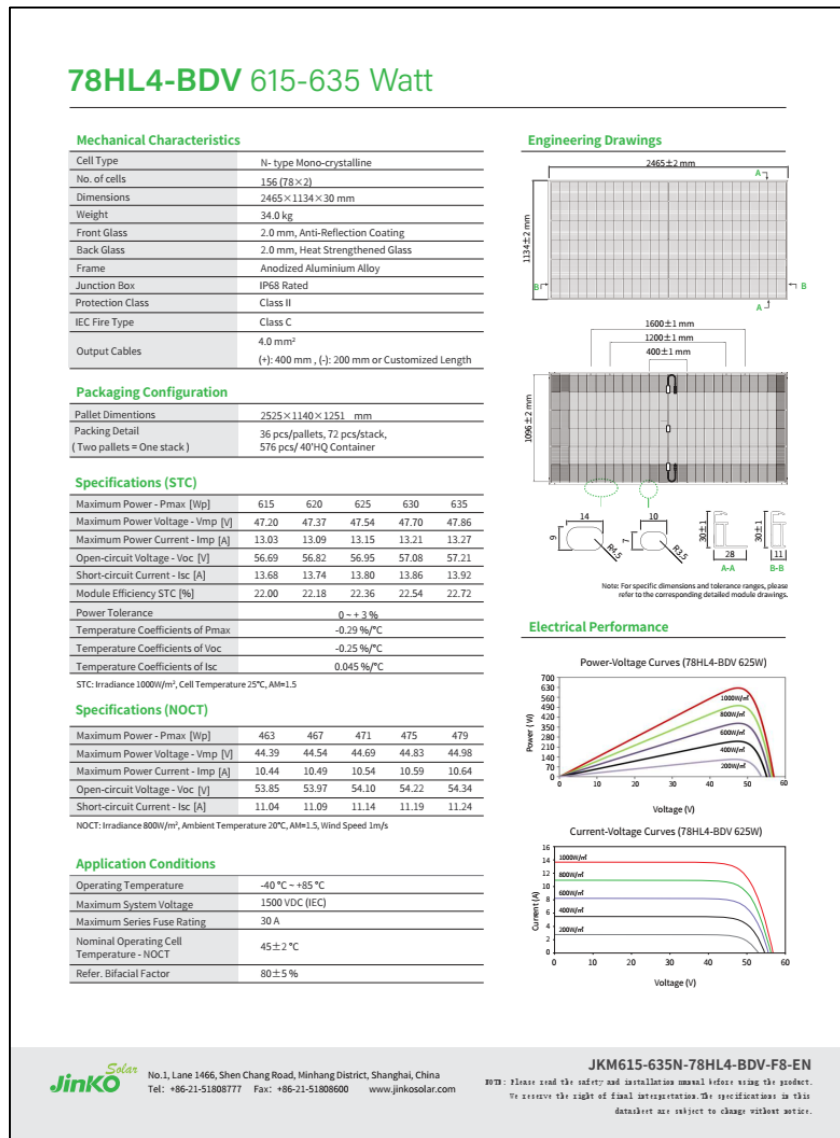 78HL4-BDV 615-635 Watt
Mechanical Characteristics
Cell Type N- type Mono-crystalline
No. of cells 156 (78×2)
Dimensions 2465×1134×30 mm
Weight 34.0 kg
Front Glass 2.0 mm, Anti-Reflection Coating
Back Glass 2.0 mm, Heat Strengthened Glass
Frame Anodized Aluminium Alloy
Junction Box IP68 Rated
Protection Class Class II
IEC Fire Type Class C
Output Cables 4.0 mm²
(+): 400 mm , (-): 200 mm or Customized Length
Packaging Configuration
Pallet Dimentions 2525×1140×1251 mm
Packing Detail 36 pcs/pallets, 72 pcs/stack,
( Two pallets = One stack ) 576 pcs/ 40'HQ Container
Specifications (STC)
Maximum Power - Pmax [Wp] 615 620 625 630 635
Maximum Power Voltage - Vmp [V] 47.20 47.37 47.54 47.70 47.86
Maximum Power Current - Imp [A] 13.03 13.09 13.15 13.21 13.27
Open-circuit Voltage - Voc [V] 56.69 56.82 56.95 57.08 57.21
Short-circuit Current - Isc [A] 13.68 13.74 13.80 13.86 13.92
Module Efficiency STC [%] 22.00 22.18 22.36 22.54 22.72
Power Tolerance 0 ~ + 3 %
Temperature Coefficients of Pmax -0.29 %/°C
Temperature Coefficients of Voc -0.25 %/°C
Temperature Coefficients of Isc 0.045 %/°C
STC: Irradiance 1000W/m², Cell Temperature 25°C, AM=1.5
Specifications (NOCT)
Maximum Power - Pmax [Wp] 463 467 471 475 479
Maximum Power Voltage - Vmp [V] 44.39 44.54 44.69 44.83 44.98
Maximum Power Current - Imp [A] 10.44 10.49 10.54 10.59 10.64
Open-circuit Voltage - Voc [V] 53.85 53.97 54.10 54.22 54.34
Short-circuit Current - Isc [A] 11.04 11.09 11.14 11.19 11.24
NOCT: Irradiance 800W/m², Ambient Temperature 20°C, AM=1.5, Wind Speed 1m/s
Application Conditions
Operating Temperature -40 °C ~ +85 °C
Maximum System Voltage 1500 VDC (IEC)
Maximum Series Fuse Rating 30 A
Nominal Operating Cell
Temperature - NOCT 45±2 °C
Refer. Bifacial Factor 80±5 %
Engineering Drawings
2465±2 mm
A
1134±2 mm
B B
A
1600±1 mm
1200±1 mm
400±1 mm
1096±2 mm
14 10
9 R4.5 7 R3.5 30±1 28 30±1 11
A-A B-B
Note: For specific dimensions and tolerance ranges, please
refer to the corresponding detailed module drawings.
Electrical Performance
Power-Voltage Curves (78HL4-BDV 625W)
Power (W)
700
630
560
490
420
350
280
210
140
70
0
1000W/㎡
800W/㎡
600W/㎡
400W/㎡
200W/㎡
0 10 20 30 40 50 60
Voltage (V)
Current-Voltage Curves (78HL4-BDV 625W)
Current (A)
16
14
12
10
8
6
4
2
0
1000W/㎡
800W/㎡
600W/㎡
400W/㎡
200W/㎡
0 10 20 30 40 50 60
Voltage (V)
JinKO Solar
No.1, Lane 1466, Shen Chang Road, Minhang District, Shanghai, China
Tel: +86-21-51808777 Fax: +86-21-51808600 www.jinkosolar.com
JKM615-635N-78HL4-BDV-F8-EN
NOTE: Please read the safety and installation manual before using the product.
We reserve the right of final interpretation. The specifications in this
datasheet are subject to change without notice.